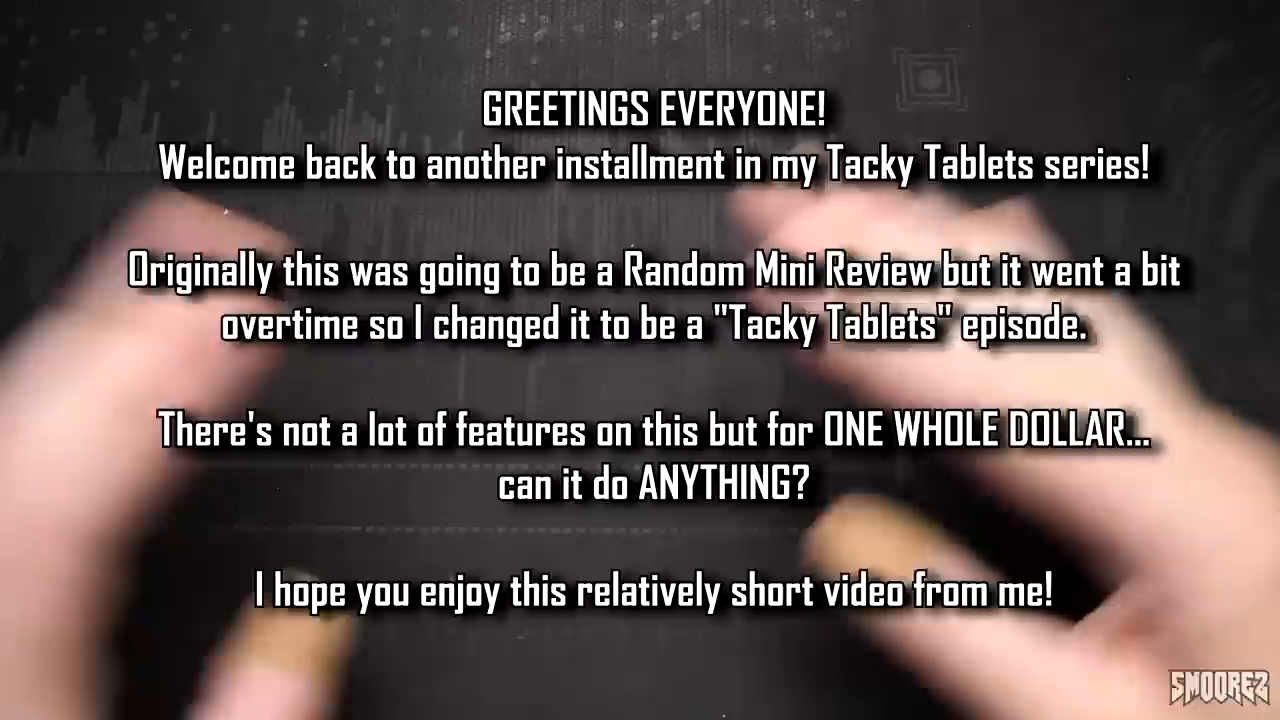 GREETINGS EVERYONE!
Welcome back to another installment in my Tacky Tablets series!
Originally this was going to be a Random Mini Review but it went a bit
overtime so I changed it to be a "Tacky Tablets" episode.
There's not a lot of features on this but for ONE WHOLE DOLLAR...
can it do ANYTHING?
I hope you enjoy this relatively short video from me!
SMOOREZ